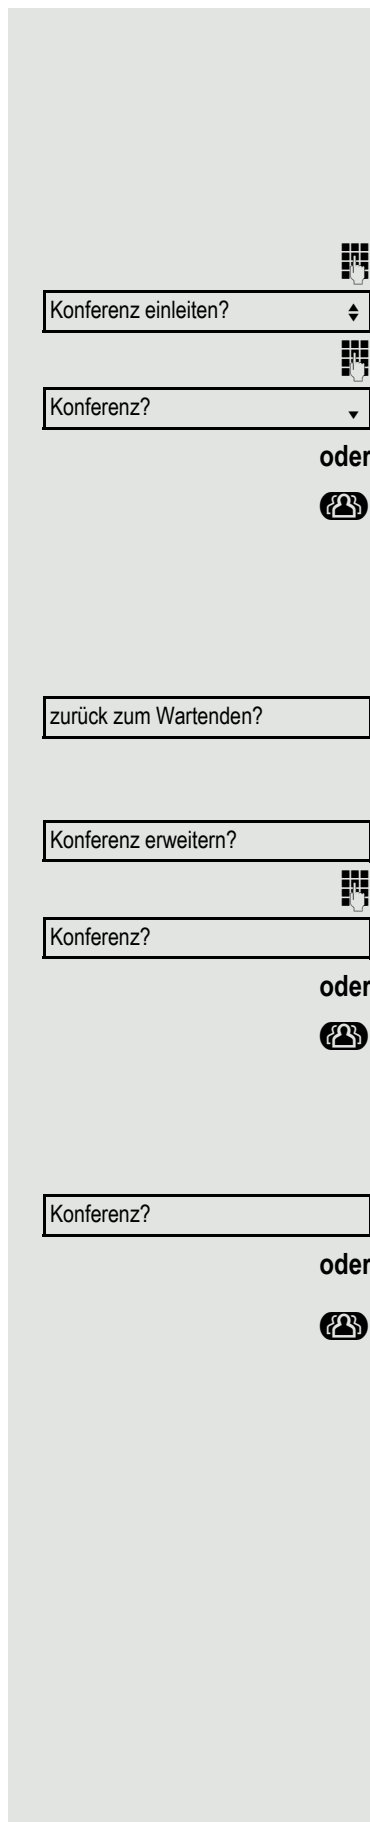 Konferenz einleiten?
Konferenz?
oder
zurück zum Wartenden?
Konferenz erweitern?
Konferenz?
oder
Konferenz?
oder